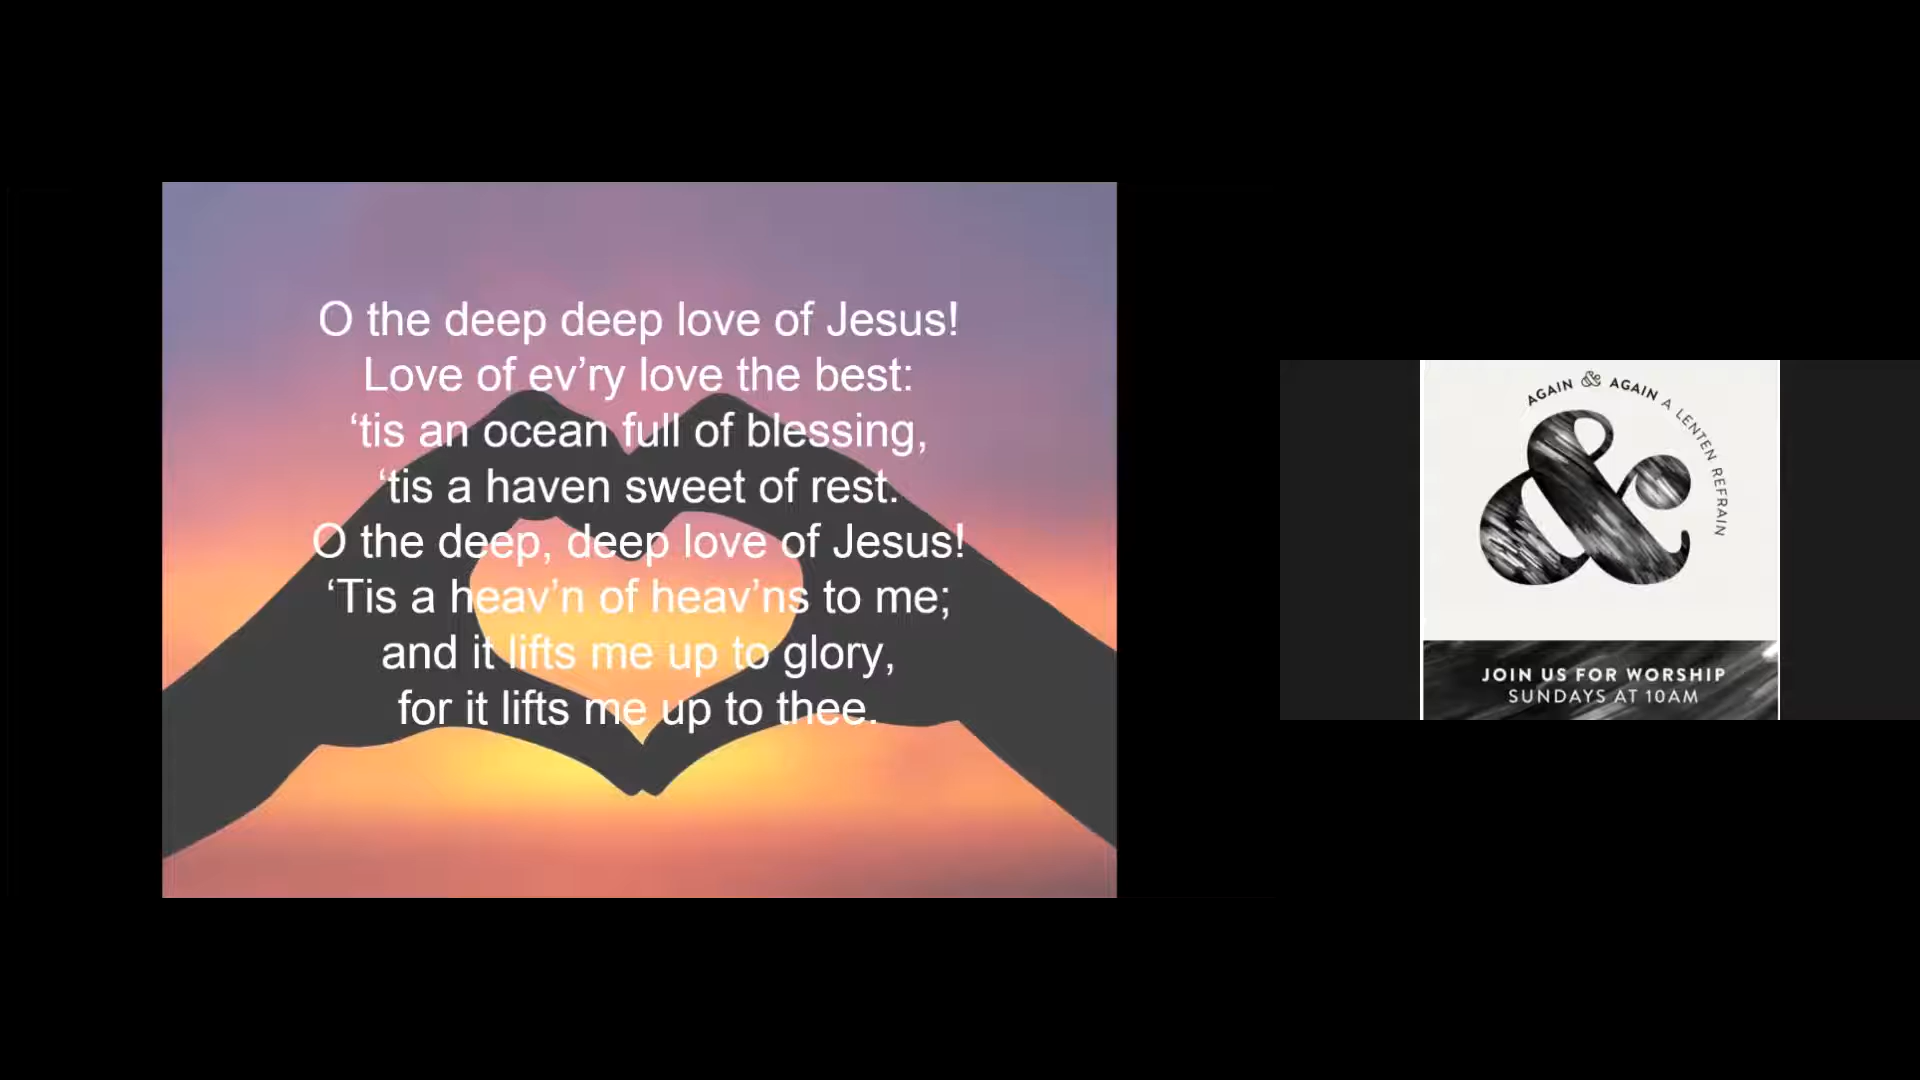 O the deep deep love of Jesus!
Love of ev’ry love the best:
‘tis an ocean full of blessing,
‘tis a haven sweet of rest.
O the deep, deep love of Jesus!
‘Tis a heav’n of heav’ns to me;
and it lifts me up to glory,
for it lifts me up to thee.
AGAIN & AGAIN A LENTEN REFRAIN
&
JOIN US FOR WORSHIP
SUNDAYS AT 10AM